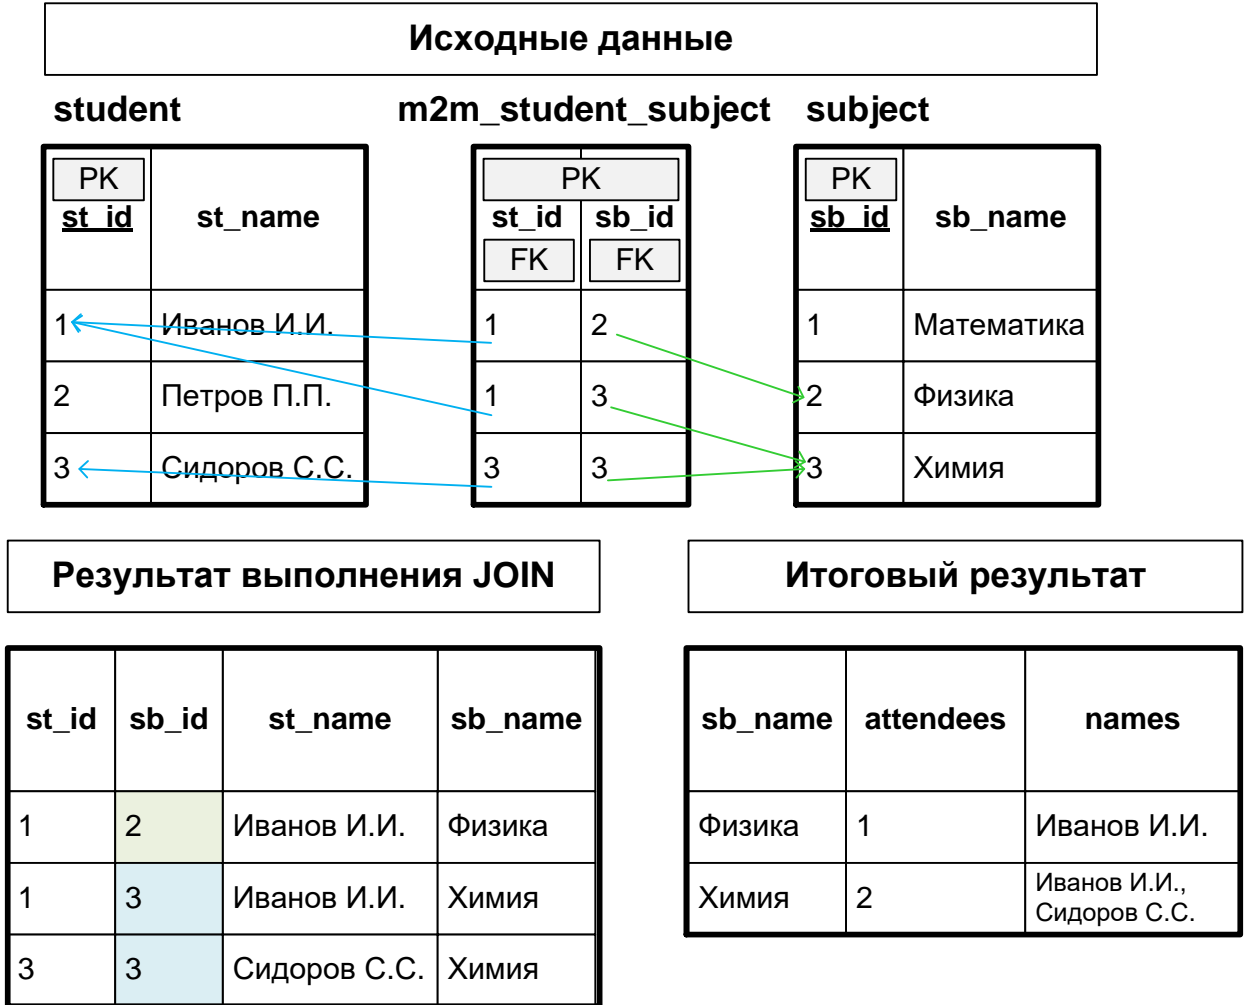 Исходные данные
student m2m_student_subject subject
PK PK PK
st_id st_name st_id sb_id sb_id sb_name
FK FK
1 Иванов И.И. 1 2 1 Математика
2 Петров П.П. 1 3 2 Физика
3 Сидоров С.С. 3 3 3 Химия
Результат выполнения JOIN
st_id sb_id st_name sb_name
1 2 Иванов И.И. Физика
1 3 Иванов И.И. Химия
3 3 Сидоров С.С. Химия
Итоговый результат
sb_name attendees names
Физика 1 Иванов И.И.
Химия 2 Иванов И.И.,
Сидоров С.С.